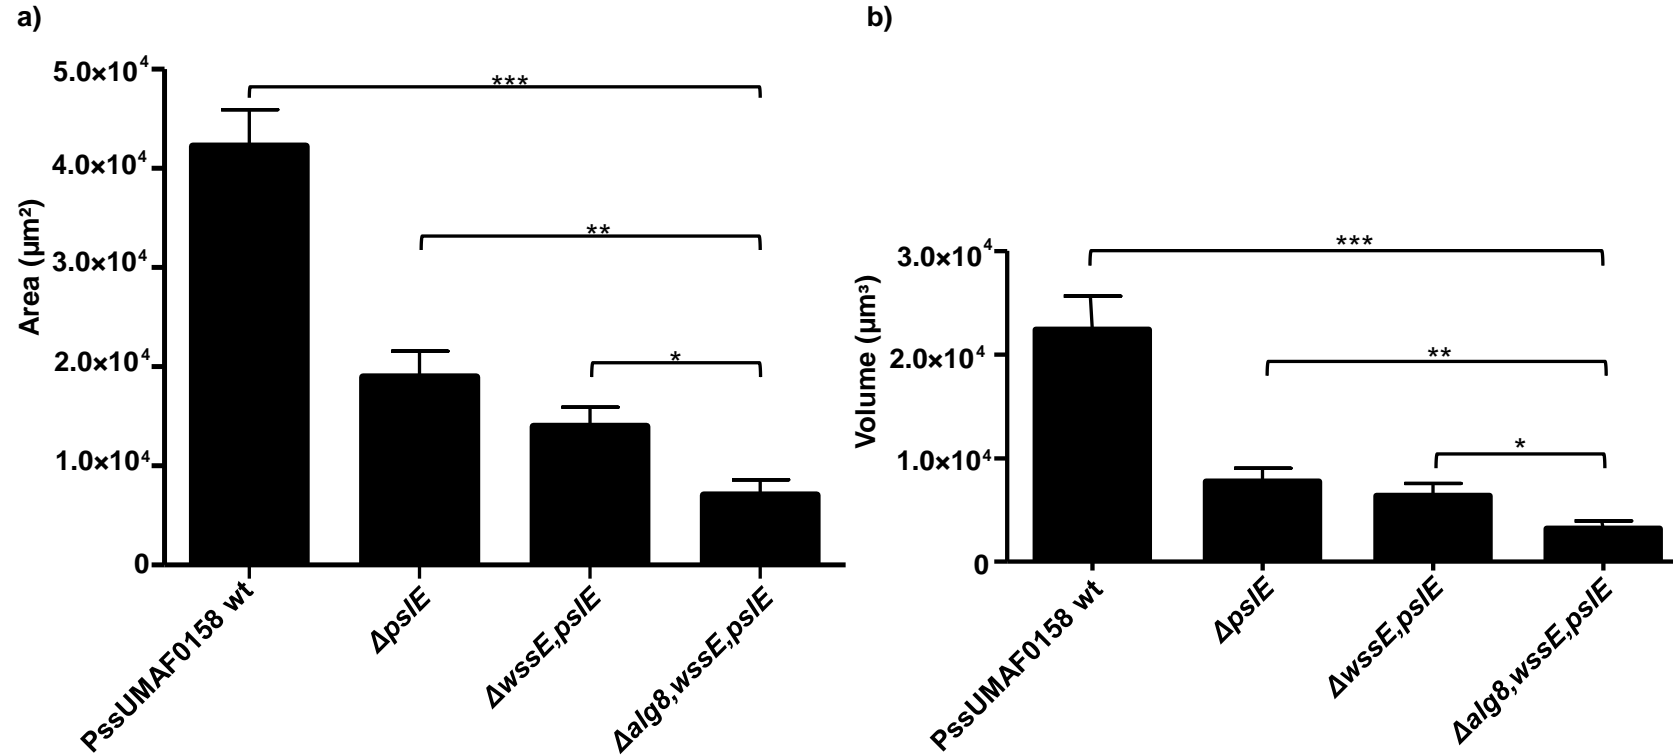 a)
Area (µm²)
5.0×10⁴
4.0×10⁴
3.0×10⁴
2.0×10⁴
1.0×10⁴
0
***
**
*
PssUMAF0158 wt
ΔpslE
ΔwssE,pslE
Δalg8,wssE,pslE
b)
Volume (µm³)
3.0×10⁴
2.0×10⁴
1.0×10⁴
0
***
**
*
PssUMAF0158 wt
ΔpslE
ΔwssE,pslE
Δalg8,wssE,pslE